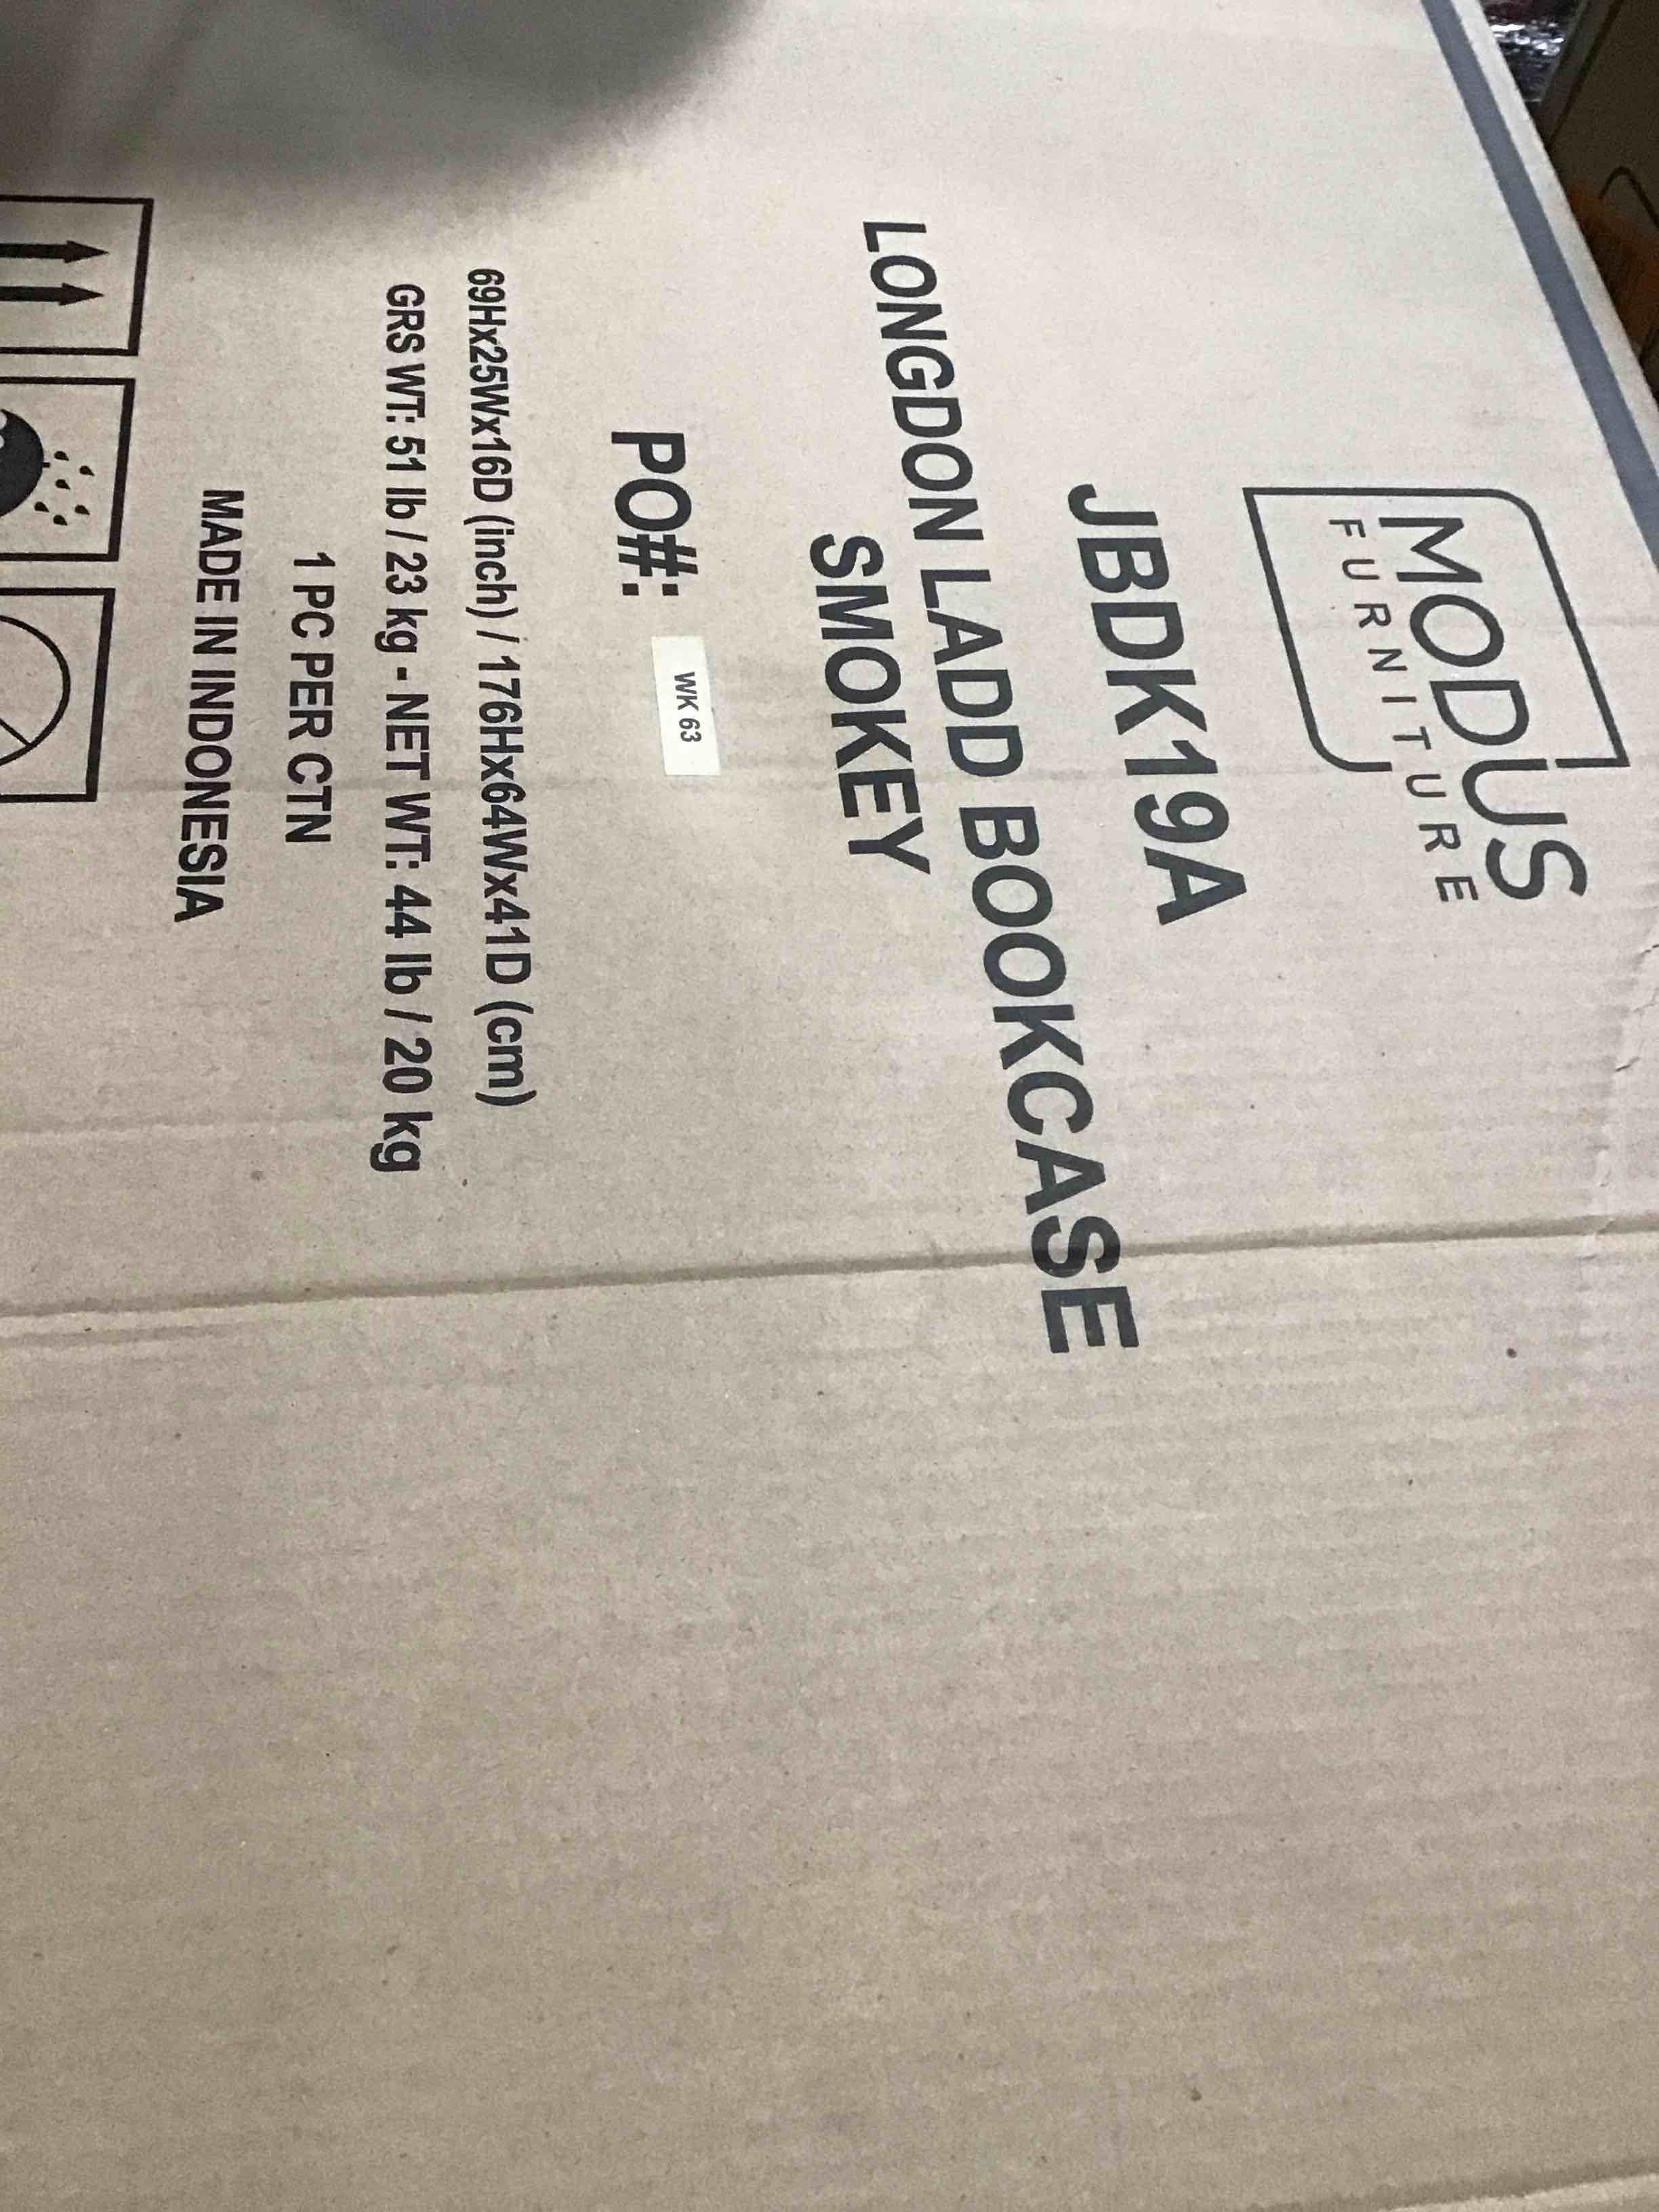 MODUS
FURNITURE
JBDK19A
LONGDON LADD BOOKCASE
SMOKEY
PO#: WK 63
69Hx25Wx16D (inch) / 176Hx64Wx41D (cm)
GRS WT: 51 lb / 23 kg - NET WT: 44 lb / 20 kg
1 PC PER CTN
MADE IN INDONESIA